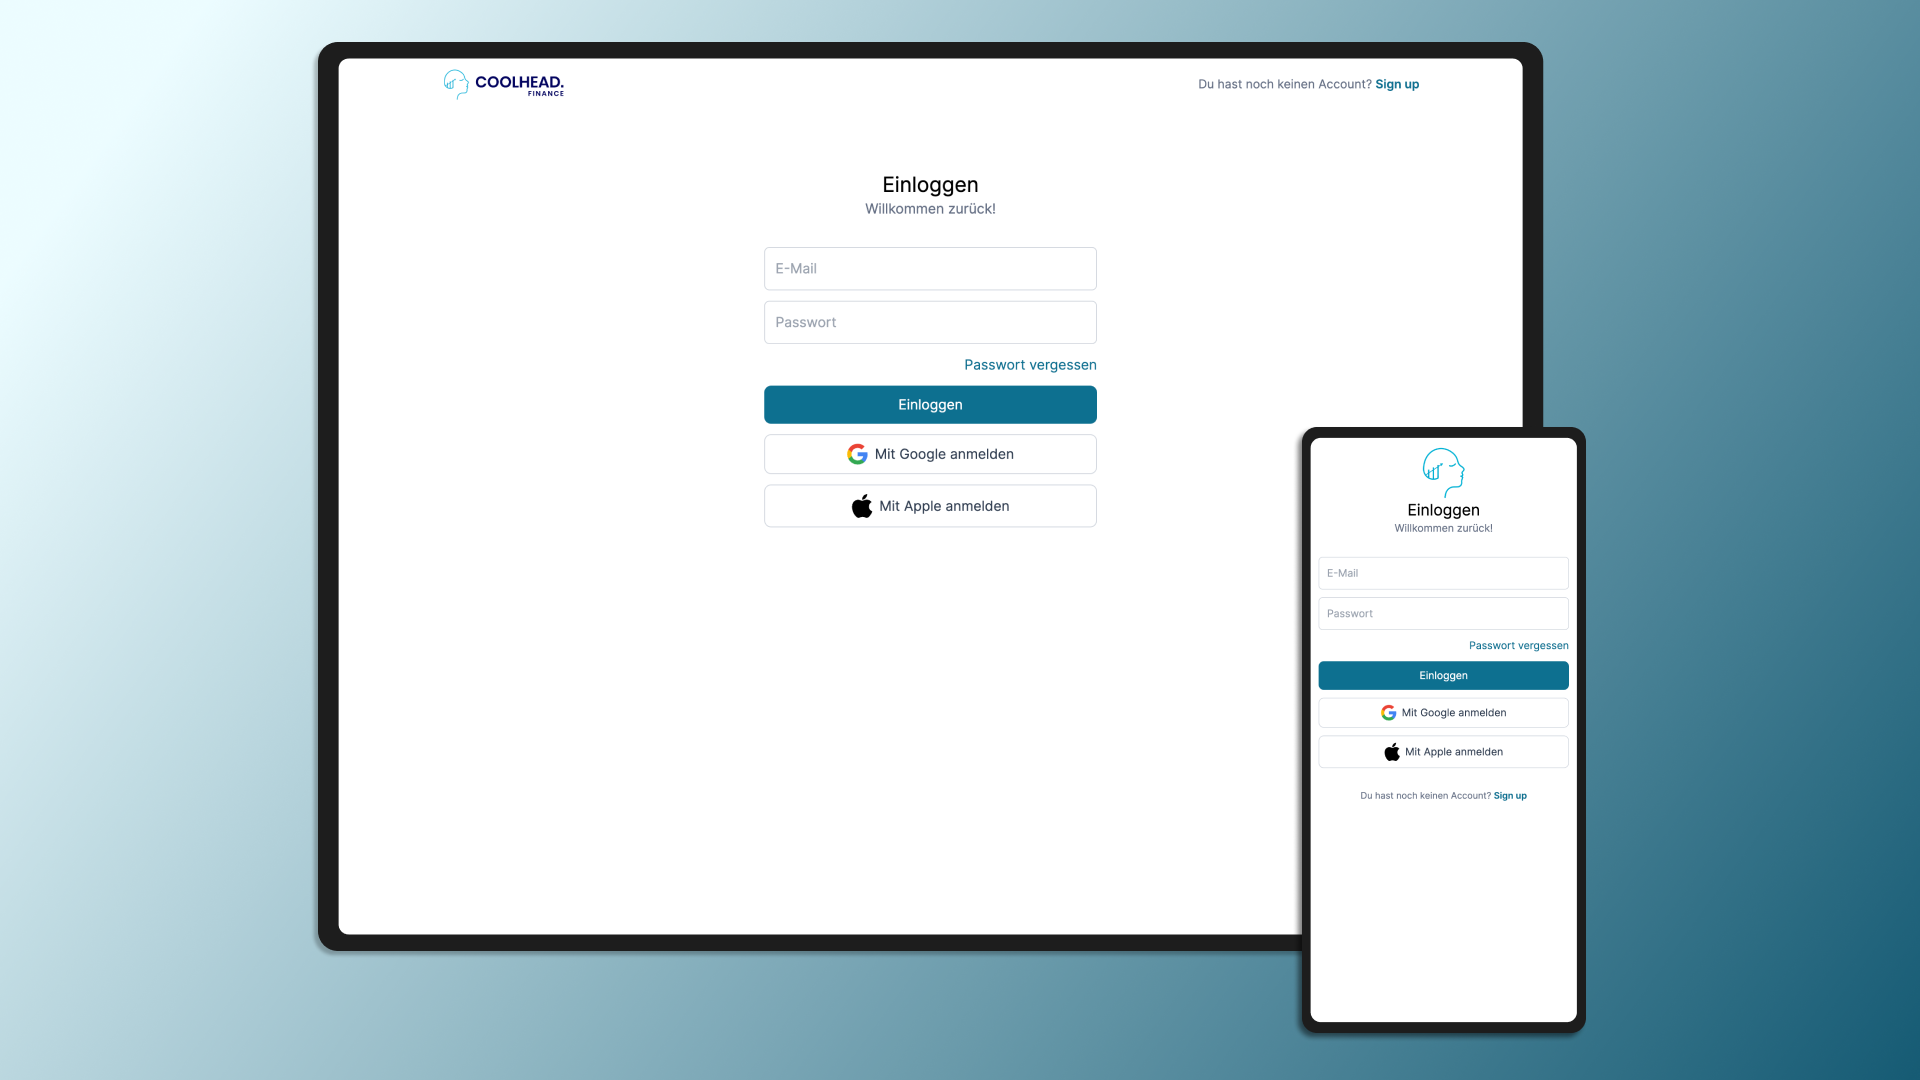 COOLHEAD.
FINANCE
Du hast noch keinen Account? Sign up
Einloggen
Willkommen zurück!
E-Mail
Passwort
Passwort vergessen
Einloggen
Mit Google anmelden
Mit Apple anmelden
Einloggen
Willkommen zurück!
E-Mail
Passwort
Passwort vergessen
Einloggen
Mit Google anmelden
Mit Apple anmelden
Du hast noch keinen Account? Sign up